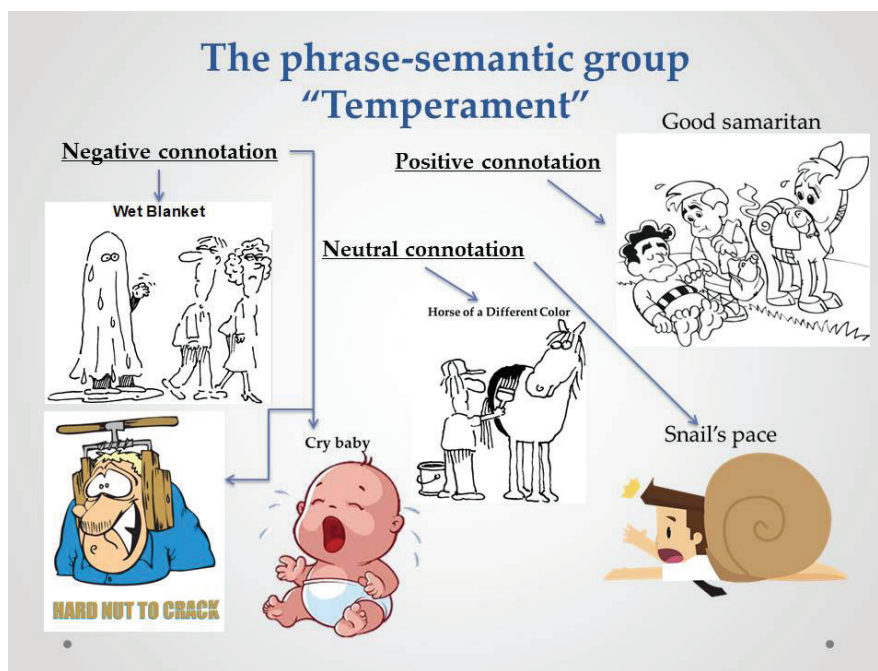 The phrase-semantic group
“Temperament”
Good samaritan
Negative connotation
Positive connotation
Wet Blanket
Neutral connotation
Horse of a Different Color
Cry baby
Snail’s pace
HARD NUT TO CRACK